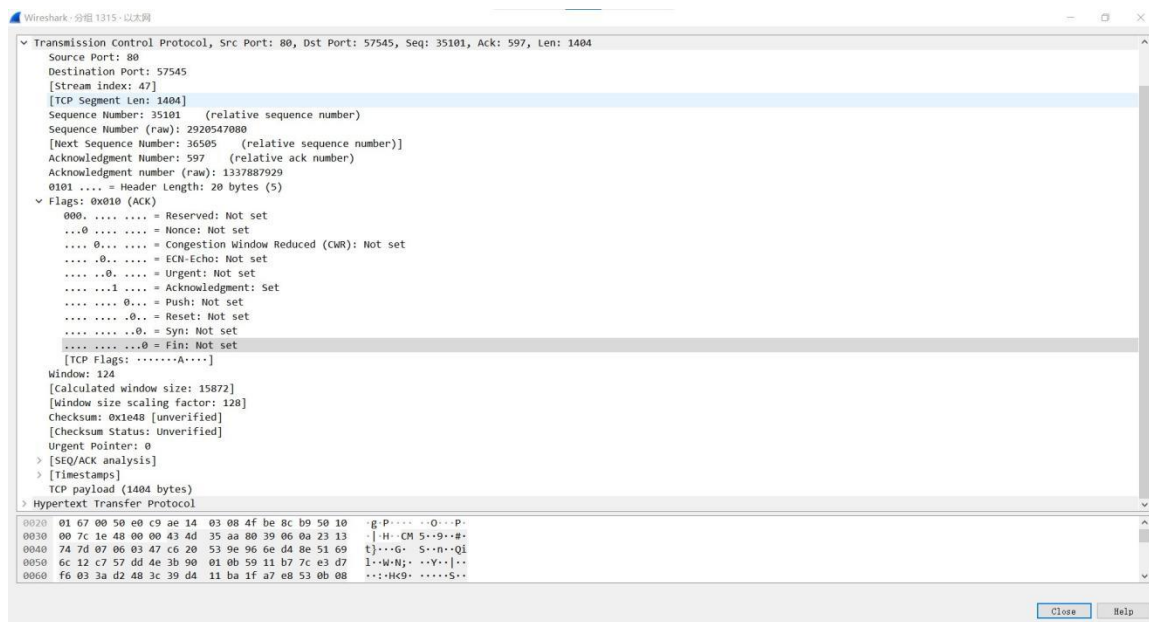 Wireshark · 分组 1315 · 以太网
Transmission Control Protocol, Src Port: 80, Dst Port: 57545, Seq: 35101, Ack: 597, Len: 1404
Source Port: 80
Destination Port: 57545
[Stream index: 47]
[TCP Segment Len: 1404]
Sequence Number: 35101 (relative sequence number)
Sequence Number (raw): 2920547080
[Next Sequence Number: 36505 (relative sequence number)]
Acknowledgment Number: 597 (relative ack number)
Acknowledgment number (raw): 1337887929
0101 .... = Header Length: 20 bytes (5)
Flags: 0x010 (ACK)
000. .... .... = Reserved: Not set
...0 .... .... = Nonce: Not set
.... 0... .... = Congestion Window Reduced (CWR): Not set
.... .0.. .... = ECN-Echo: Not set
.... ..0. .... = Urgent: Not set
.... ...1 .... = Acknowledgment: Set
.... .... 0... = Push: Not set
.... .... .0.. = Reset: Not set
.... .... ..0. = Syn: Not set
.... .... ...0 = Fin: Not set
[TCP Flags: ·······A····]
Window: 124
[Calculated window size: 15872]
[Window size scaling factor: 128]
Checksum: 0x1e48 [unverified]
[Checksum Status: Unverified]
Urgent Pointer: 0
[SEQ/ACK analysis]
[Timestamps]
TCP payload (1404 bytes)
Hypertext Transfer Protocol
0020 01 67 00 50 e0 c9 ae 14 03 08 4f be 8c b9 50 10 ·g·P···· ··O···P·
0030 00 7c 1e 48 00 00 43 4d 35 aa 80 39 06 0a 23 13 ·|·H··CM 5··9··#·
0040 74 7d 07 06 03 47 c6 20 53 9e 96 6e d4 8e 51 69 t}···G· S··n··Qi
0050 6c 12 c7 57 dd 4e 3b 90 01 0b 59 11 b7 7c e3 d7 l··W·N;· ··Y··|··
0060 f6 03 3a d2 48 3c 39 d4 11 ba 1f a7 e8 53 0b 08 ··:·H<9· ·····S··
Close Help